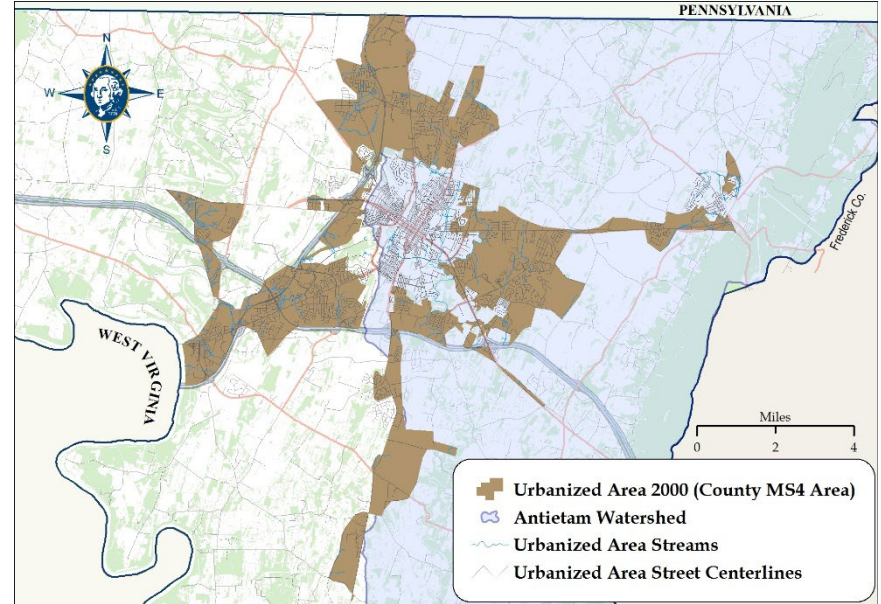 PENNSYLVANIA
N
W
E
S
Frederick Co.
WEST VIRGINIA
Miles
0 2 4
Urbanized Area 2000 (County MS4 Area)
Antietam Watershed
Urbanized Area Streams
Urbanized Area Street Centerlines